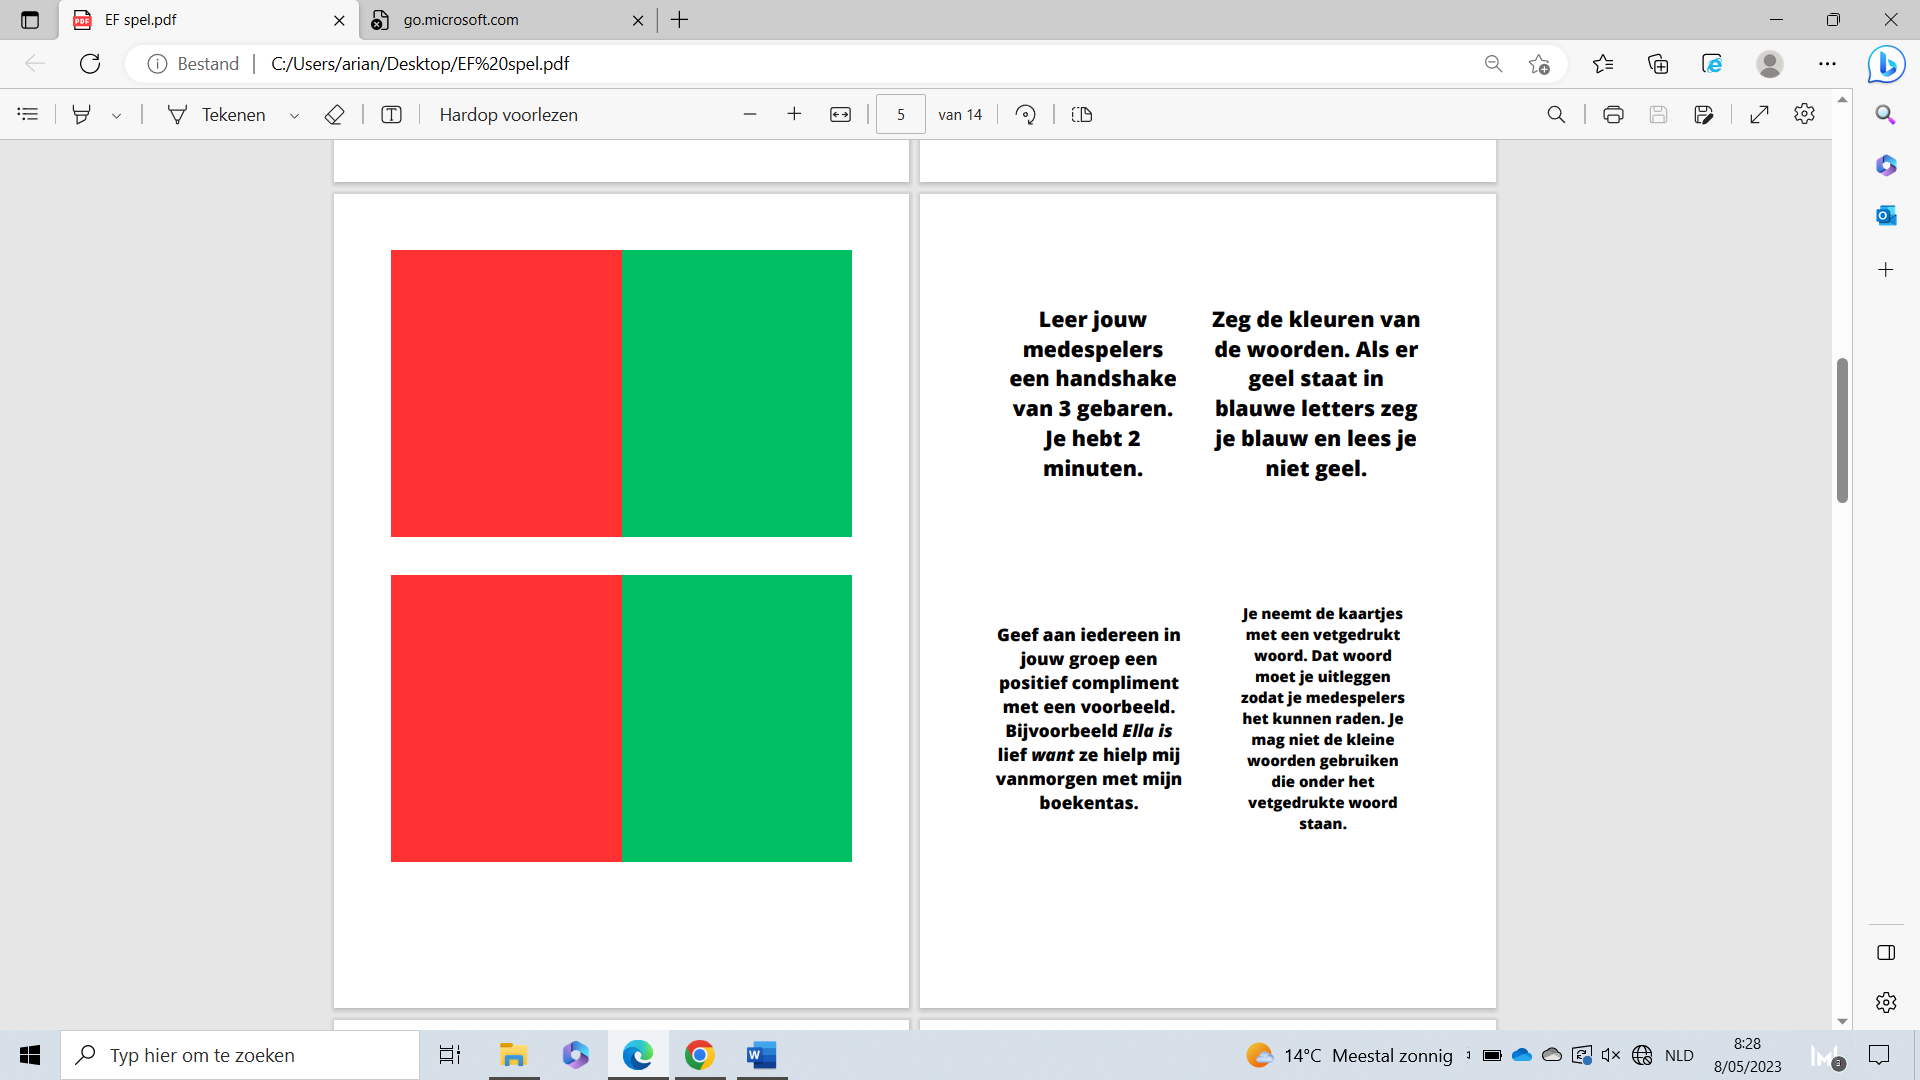 EF spel.pdf
go.microsoft.com
Bestand
C:/Users/arian/Desktop/EF%20spel.pdf
Tekenen
Hardop voorlezen
5
van 14
Leer jouw
medespelers
een handshake
van 3 gebaren.
Je hebt 2
minuten.
Zeg de kleuren van
de woorden. Als er
geel staat in
blauwe letters zeg
je blauw en lees je
niet geel.
Geef aan iedereen in
jouw groep een
positief compliment
met een voorbeeld.
Bijvoorbeeld Ella is
lief want ze hielp mij
vanmorgen met mijn
boekentas.
Je neemt de kaartjes
met een vetgedrukt
woord. Dat woord
moet je uitleggen
zodat je medespelers
het kunnen raden. Je
mag niet de kleine
woorden gebruiken
die onder het
vetgedrukte woord
staan.
Typ hier om te zoeken
14°C Meestal zonnig
NLD
8:28
8/05/2023
3